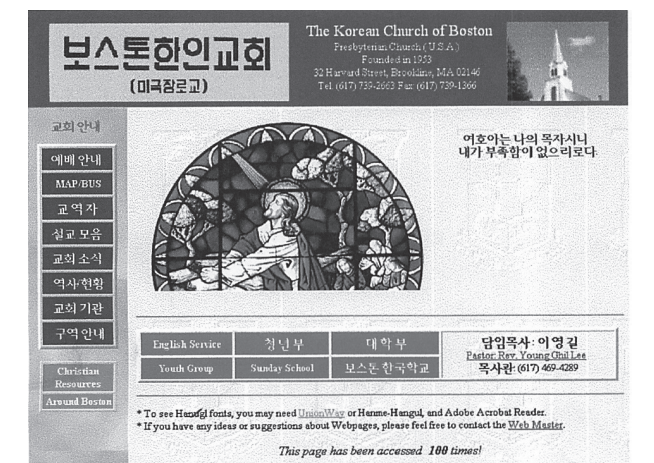 보스톤한인교회
(미국장로교)
The Korean Church of Boston
Presbyterian Church ( U.S.A.)
Founded in 1953
32 Harvard Street, Brookline, MA 02146
Tel: (617) 739-2663 Fax: (617) 739-1366
교회 안내
예배 안내
MAP/BUS
교역자
설교 모음
교회 소식
역사/현황
교회 기관
구역 안내
Christian
Resources
Around Boston
여호아는 나의 목자시니
내가 부족함이 없으리로다
English Service
청년부
대학부
Youth Group
Sunday School
보스톤 한국학교
담임목사: 이영길
Pastor: Rev. Young Ghil Lee
목사관: (617) 469-4289
* To see Hangul fonts, you may need UnionWay or Hanme-Hangul, and Adobe Acrobat Reader.
* If you have any ideas or suggestions about Webpages, please feel free to contact the Web Master.
This page has been accessed 100 times!